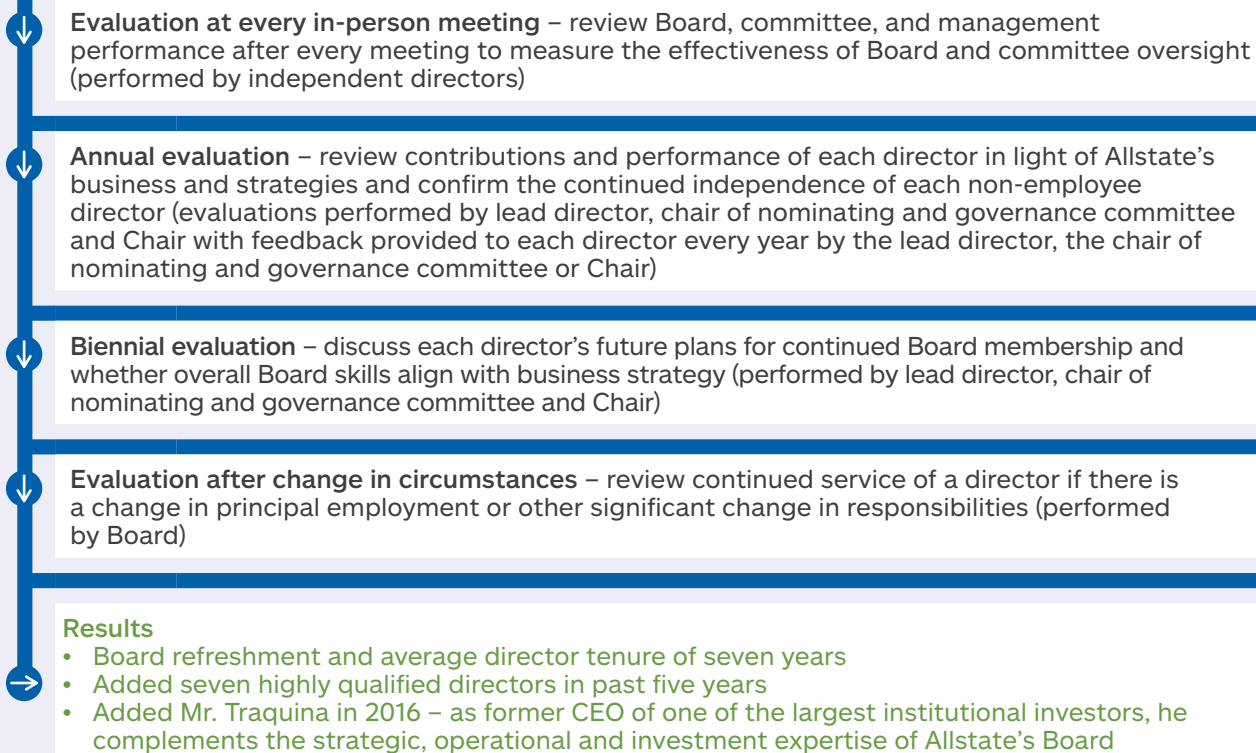 Evaluation at every in-person meeting – review Board, committee, and management
performance after every meeting to measure the effectiveness of Board and committee oversight
(performed by independent directors)
Annual evaluation – review contributions and performance of each director in light of Allstate’s
business and strategies and confirm the continued independence of each non-employee
director (evaluations performed by lead director, chair of nominating and governance committee
and Chair with feedback provided to each director every year by the lead director, the chair of
nominating and governance committee or Chair)
Biennial evaluation – discuss each director’s future plans for continued Board membership and
whether overall Board skills align with business strategy (performed by lead director, chair of
nominating and governance committee and Chair)
Evaluation after change in circumstances – review continued service of a director if there is
a change in principal employment or other significant change in responsibilities (performed
by Board)
Results
• Board refreshment and average director tenure of seven years
• Added seven highly qualified directors in past five years
• Added Mr. Traquina in 2016 – as former CEO of one of the largest institutional investors, he
complements the strategic, operational and investment expertise of Allstate’s Board